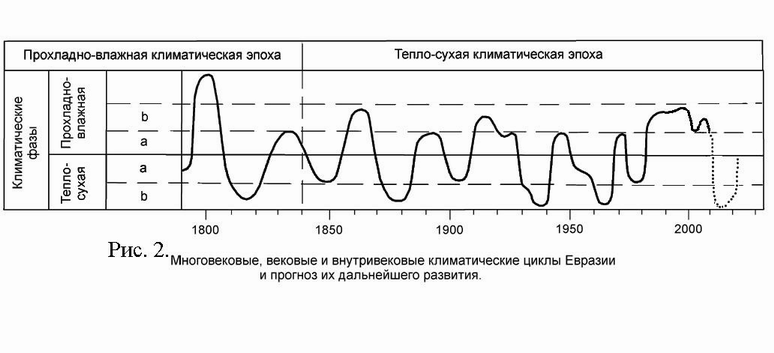 Прохладно-влажная климатическая эпоха
Тепло-сухая климатическая эпоха
Климатические
фазы
Прохладно-
влажная
b
a
Тепло-
сухая
a
b
1800
1850
1900
1950
2000
Рис. 2.
Многовековые, вековые и внутривековые климатические циклы Евразии
и прогноз их дальнейшего развития.